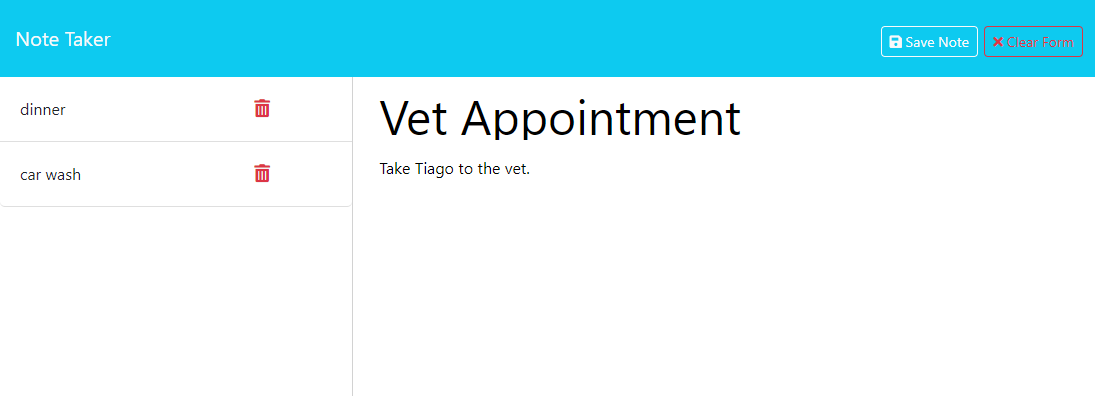 Note Taker
Save Note
Clear Form
dinner
car wash
Vet Appointment
Take Tiago to the vet.